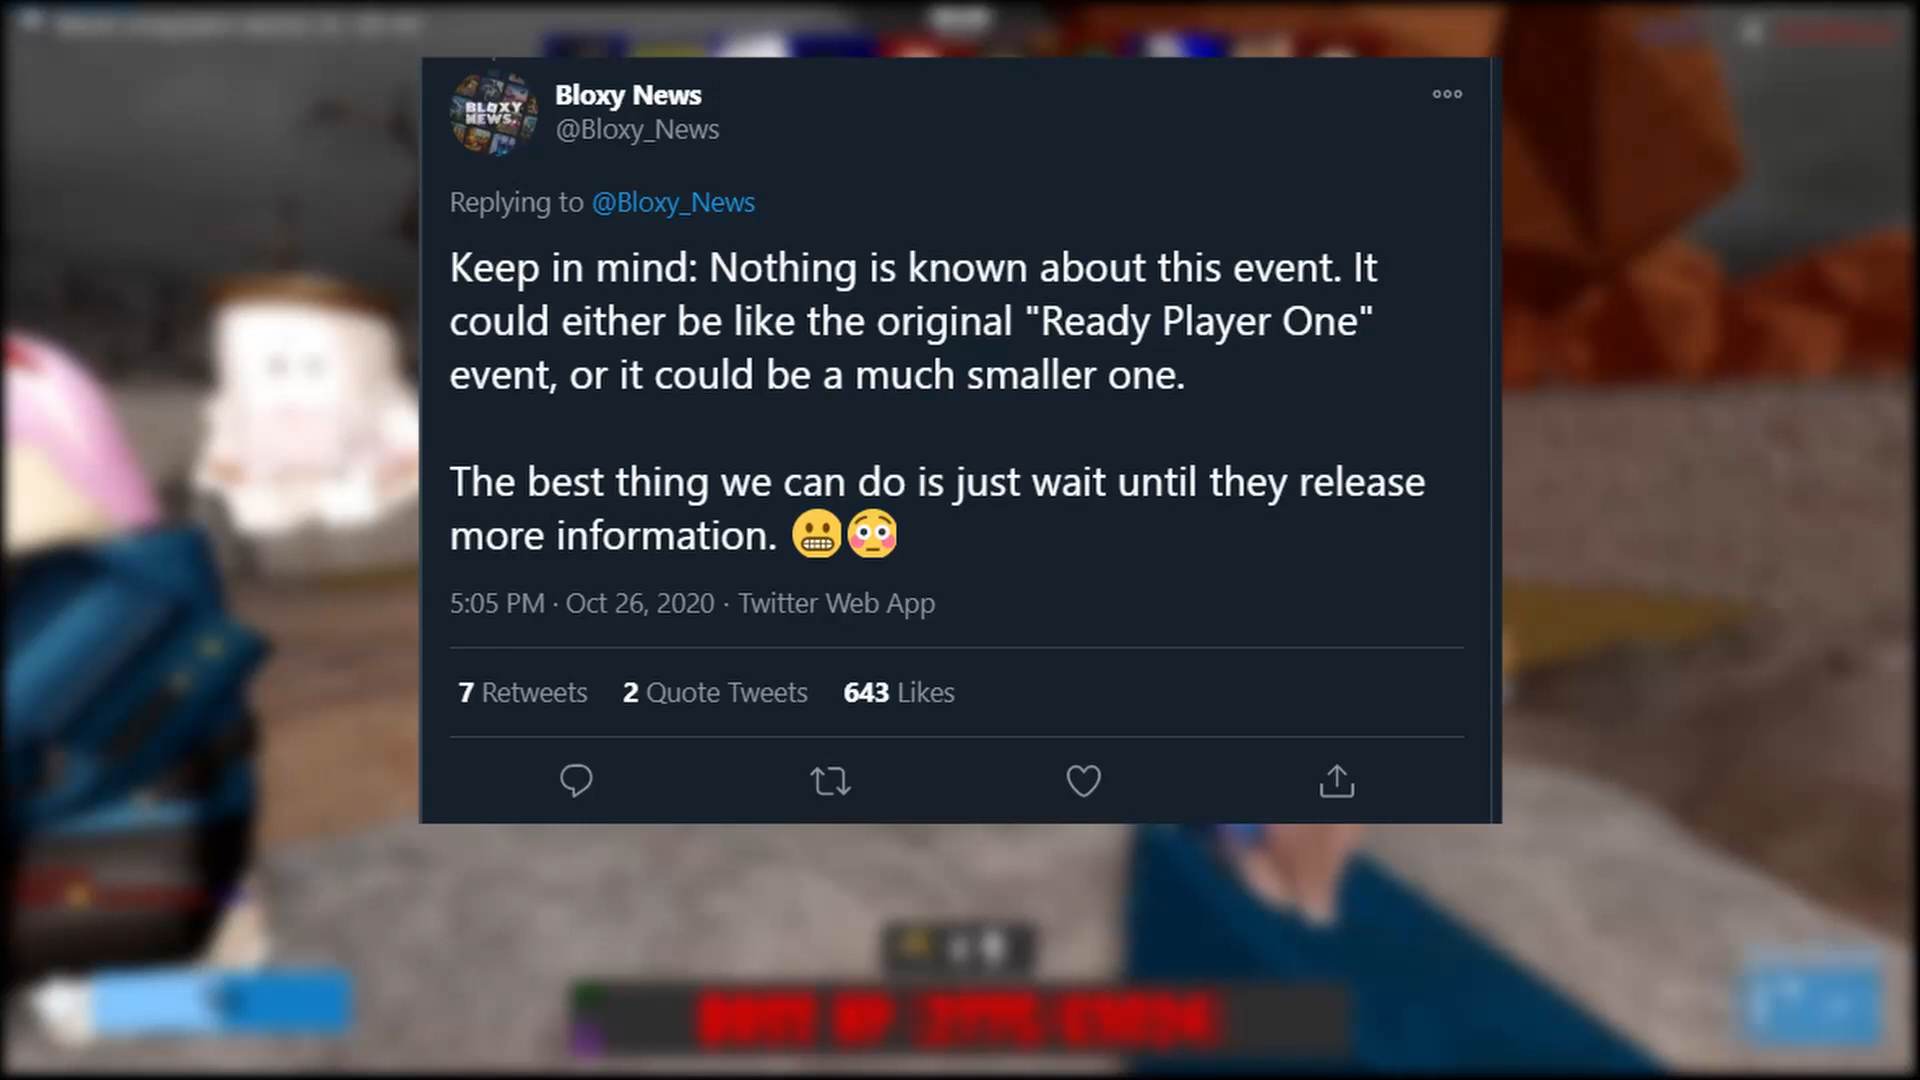 BLOXY
NEWS.
Bloxy News
@Bloxy_News
Replying to @Bloxy_News
Keep in mind: Nothing is known about this event. It
could either be like the original "Ready Player One"
event, or it could be a much smaller one.
The best thing we can do is just wait until they release
more information. 😬😳
5:05 PM · Oct 26, 2020 · Twitter Web App
7 Retweets 2 Quote Tweets 643 Likes